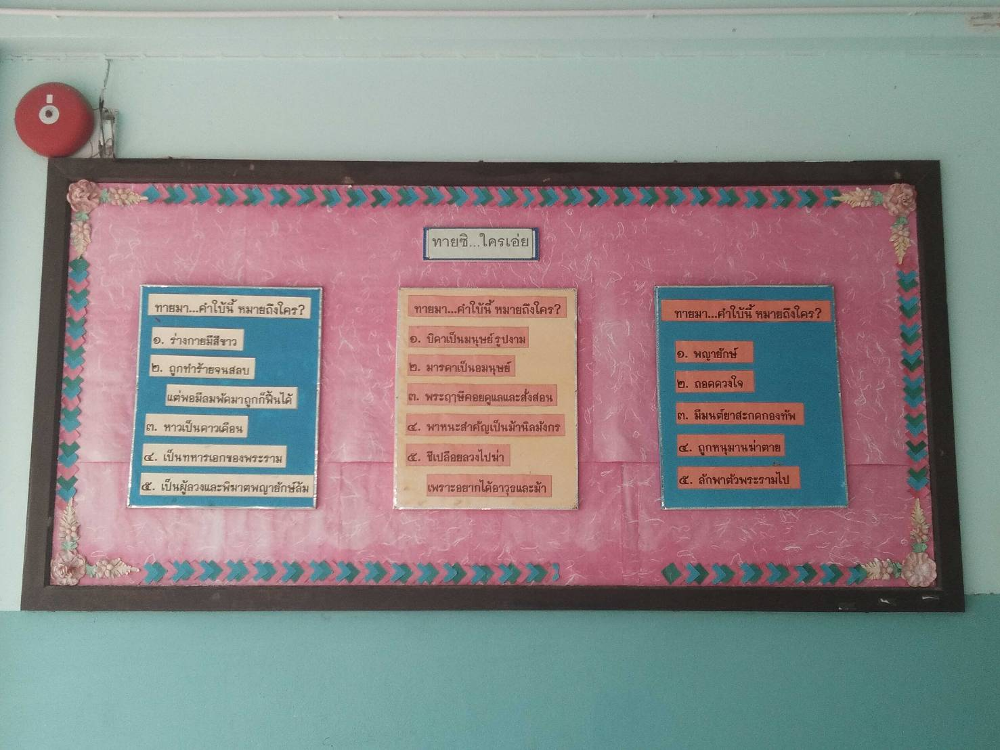 ทายซิ...ใครเอ่ย
ทายมา...คำใบ้นี้ หมายถึงใคร?
๑. ร่างกายมีสีขาว
๒. ถูกทำร้ายจนสลบ
แต่พอมีลมพัดมาถูกก็ฟื้นได้
๓. หาวเป็นดาวเดือน
๔. เป็นทหารเอกของพระราม
๕. เป็นผู้ลวงและพิฆาตพญายักษ์ล้ม
ทายมา...คำใบ้นี้ หมายถึงใคร?
๑. บิดาเป็นมนุษย์รูปงาม
๒. มารดาเป็นอมนุษย์
๓. พระฤๅษีคอยดูแลและสั่งสอน
๔. พาหนะสำคัญเป็นม้านิลมังกร
๕. ชีเปลือยลวงไปฆ่า
เพราะอยากได้อาวุธและม้า
ทายมา...คำใบ้นี้ หมายถึงใคร?
๑. พญายักษ์
๒. ถอดดวงใจ
๓. มีมนต์ยาสะกดกองทัพ
๔. ถูกหนุมานฆ่าตาย
๕. ลักพาตัวพระรามไป